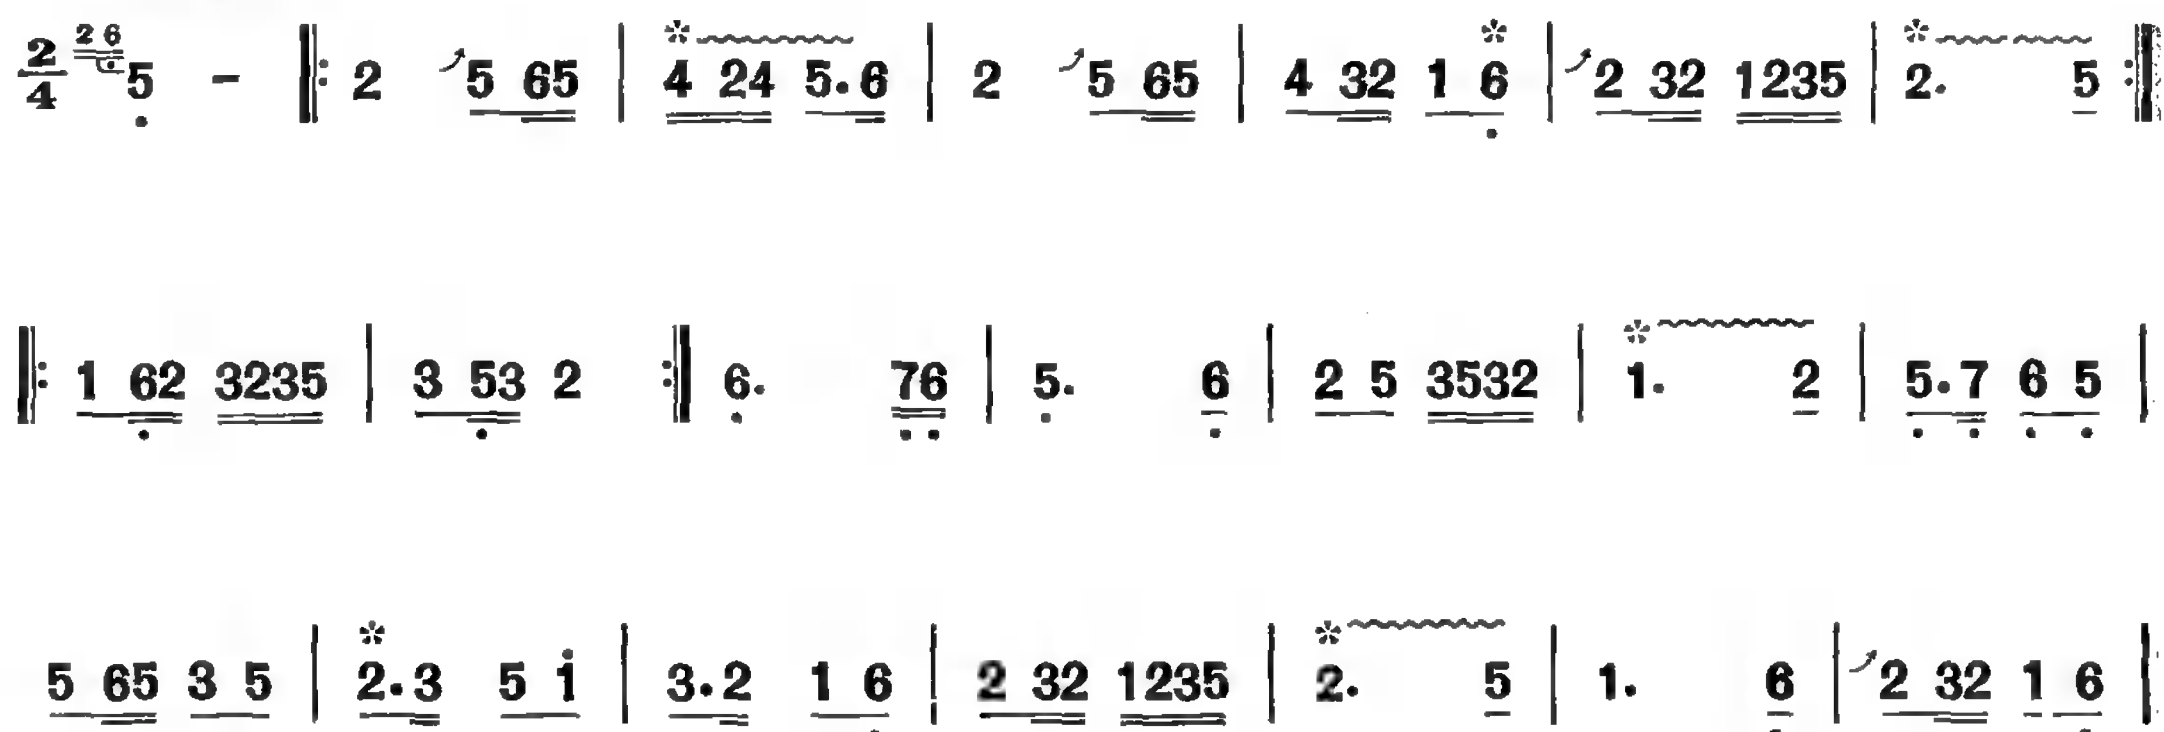 2/4 26 5 - ‖: 2 5 65 | 4 24 5.6 | 2 5 65 | 4 32 1 6 | 2 32 1235 | 2. 5 :‖
‖: 1 62 3235 | 3 53 2 :‖ 6. 76 | 5. 6 | 2 5 3532 | 1. 2 | 5.7 6 5 |
5 65 3 5 | 2.3 5 i | 3.2 1 6 | 2 32 1235 | 2. 5 | 1. 6 | 2 32 1 6 |